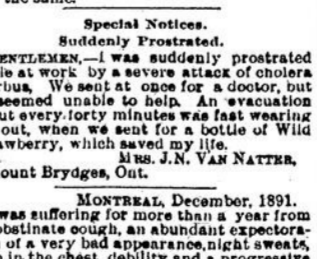 the same.
Special Notices.
Suddenly Prostrated.
ENTLEMEN,—I was suddenly prostrated
le at work by a severe attack of cholera
rbus, We sent at once for a doctor, but
seemed unable to help. An evacuation
ut every forty minutes was fast wearing
out, when we sent for a bottle of Wild
awberry, which saved my life.
MRS. J.N. VAN NATTER,
ount Brydges, Ont.
MONTREAL, December, 1891.
was suffering for more than a year from
obstinate cough, an abundant expectora-
of a very bad appearance, night sweats,
in the chest, debility and a progressive